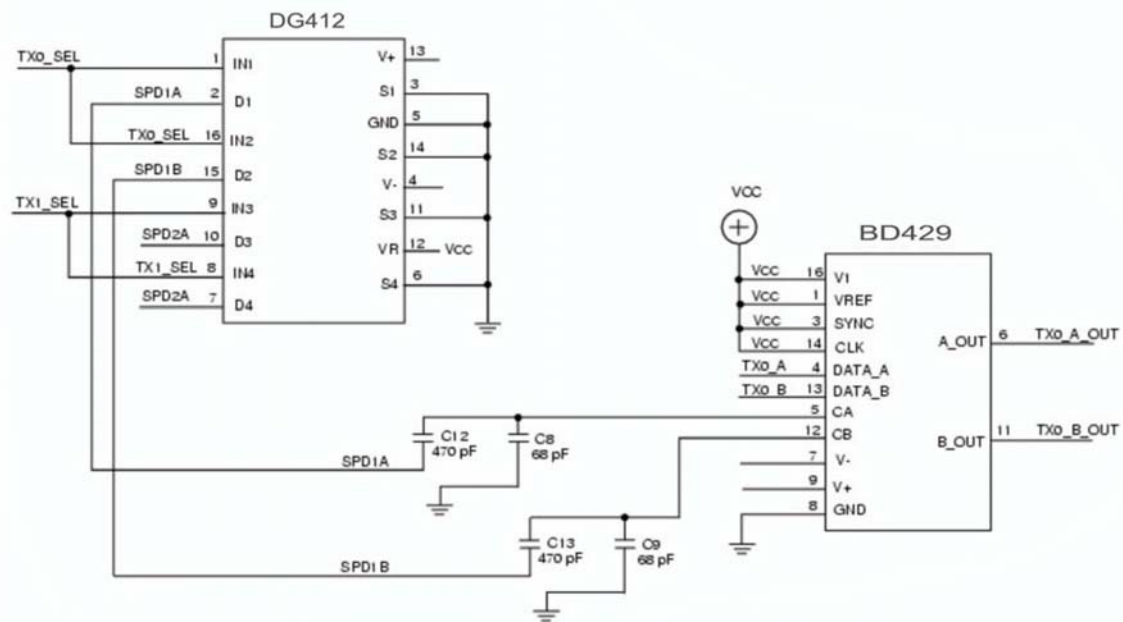 DG412
TX0_SEL
1
IN1
V+
13
SPD1A
2
D1
S1
3
TX0_SEL
16
IN2
GND
5
SPD1B
15
D2
S2
14
V-
4
TX1_SEL
9
IN3
S3
11
SPD2A
10
D3
VR
12
VCC
TX1_SEL
8
IN4
S4
6
SPD2A
7
D4
VCC
BD429
VCC
16
V1
VCC
1
VREF
VCC
3
SYNC
VCC
14
CLK
A_OUT
6
TX0_A_OUT
TX0_A
4
DATA_A
TX0_B
13
DATA_B
5
CA
12
CB
B_OUT
11
TX0_B_OUT
7
V-
9
V+
8
GND
C12
470 pF
C8
68 pF
SPD1A
C13
470 pF
C9
68 pF
SPD1B